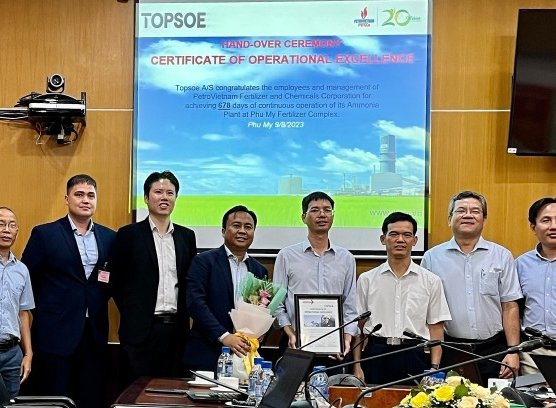 TOPSOE
PETROVIETNAM
20
HAND-OVER CEREMONY
CERTIFICATE OF OPERATIONAL EXCELLENCE
Topsoe A/S congratulates the employees and management of
PetroVietnam Fertilizer and Chemicals Corporation for
achieving 678 days of continuous operation of its Ammonia
Plant at Phu My Fertilizer Complex.
Phu My 9/8/2023